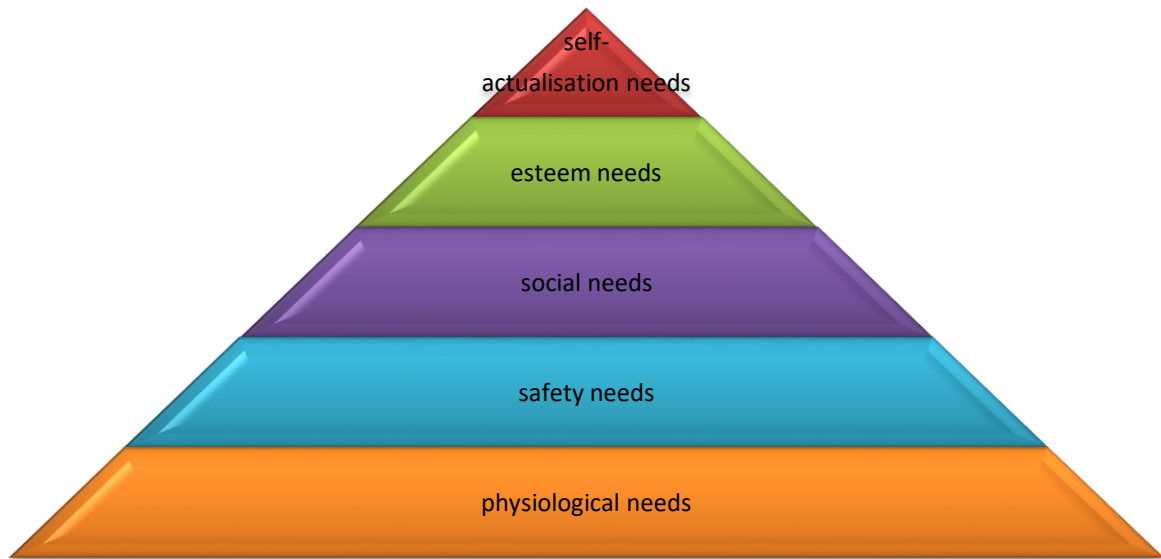 self-
actualisation needs
esteem needs
social needs
safety needs
physiological needs